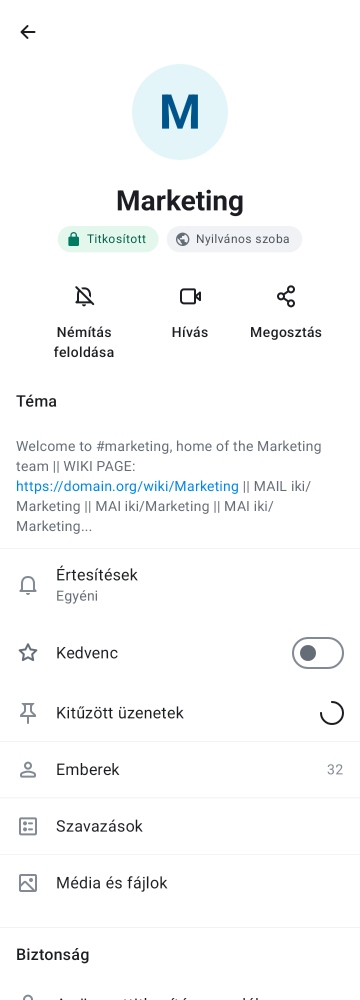 M
Marketing
Titkosított
Nyilvános szoba
Némítás
feloldása
Hívás
Megosztás
Téma
Welcome to #marketing, home of the Marketing
team || WIKI PAGE:
https://domain.org/wiki/Marketing || MAIL iki/
Marketing || MAI iki/Marketing || MAI iki/
Marketing...
Értesítések
Egyéni
Kedvenc
Kitűzött üzenetek
Emberek
32
Szavazások
Média és fájlok
Biztonság